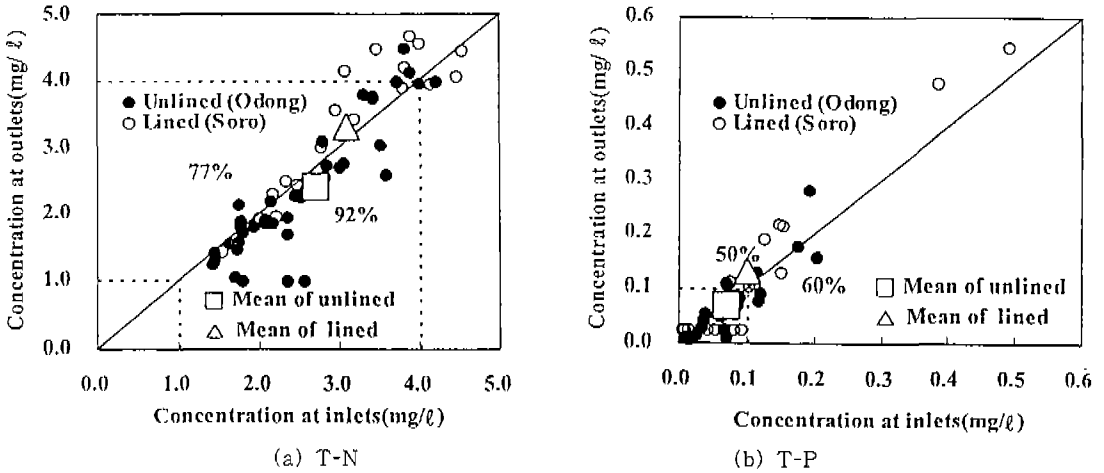 Concentration at outlets(mg/ℓ)
5.0
4.0
3.0
2.0
1.0
0.0
● Unlined (Odong)
○ Lined (Soro)
77%
92%
□ Mean of unlined
△ Mean of lined
0.0 1.0 2.0 3.0 4.0 5.0
Concentration at inlets(mg/ℓ)
(a) T-N
Concentration at outlets(mg/ℓ)
0.6
0.5
0.4
0.3
0.2
0.1
0.0
● Unlined (Odong)
○ Lined (Soro)
50%
60%
□ Mean of unlined
△ Mean of lined
0.0 0.1 0.2 0.3 0.4 0.5 0.6
Concentration at inlets(mg/ℓ)
(b) T-P